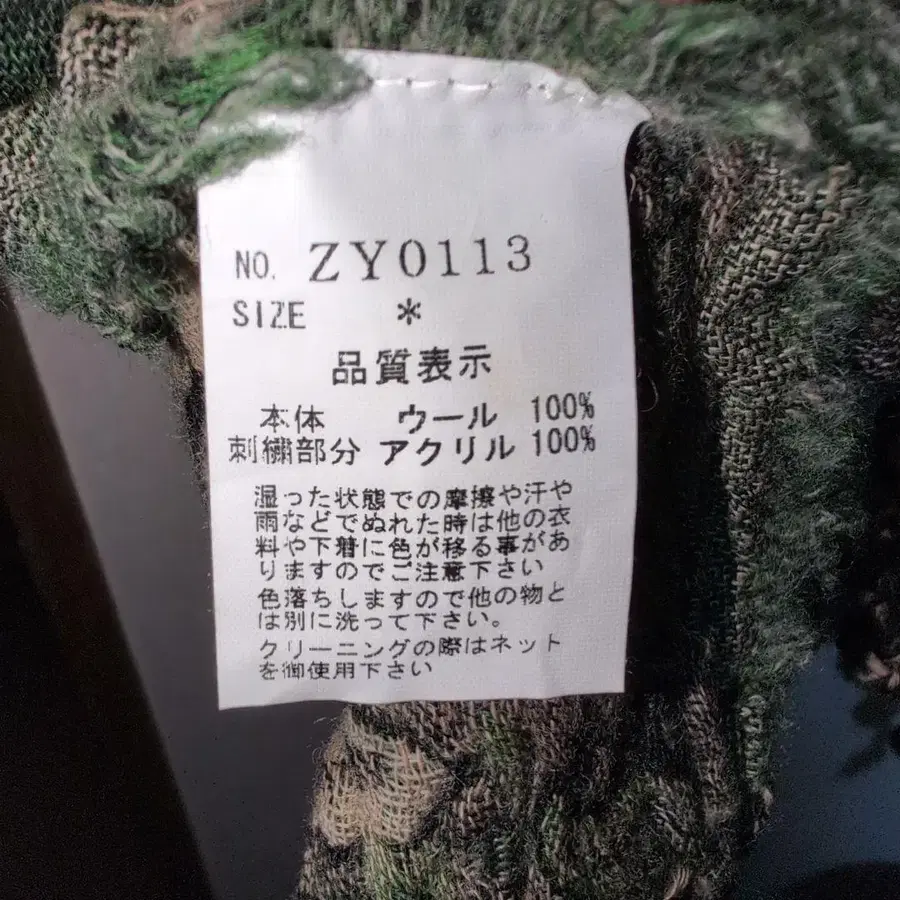 NO. ZY0113
SIZE *
品質表示
本体 ウール 100%
刺繍部分 アクリル 100%
湿った状態での摩擦や汗や
雨などでぬれた時は他の衣
料や下着に色が移る事があ
りますのでご注意下さい
色落ちしますので他の物と
は別に洗って下さい。
クリーニングの際はネット
を御使用下さい